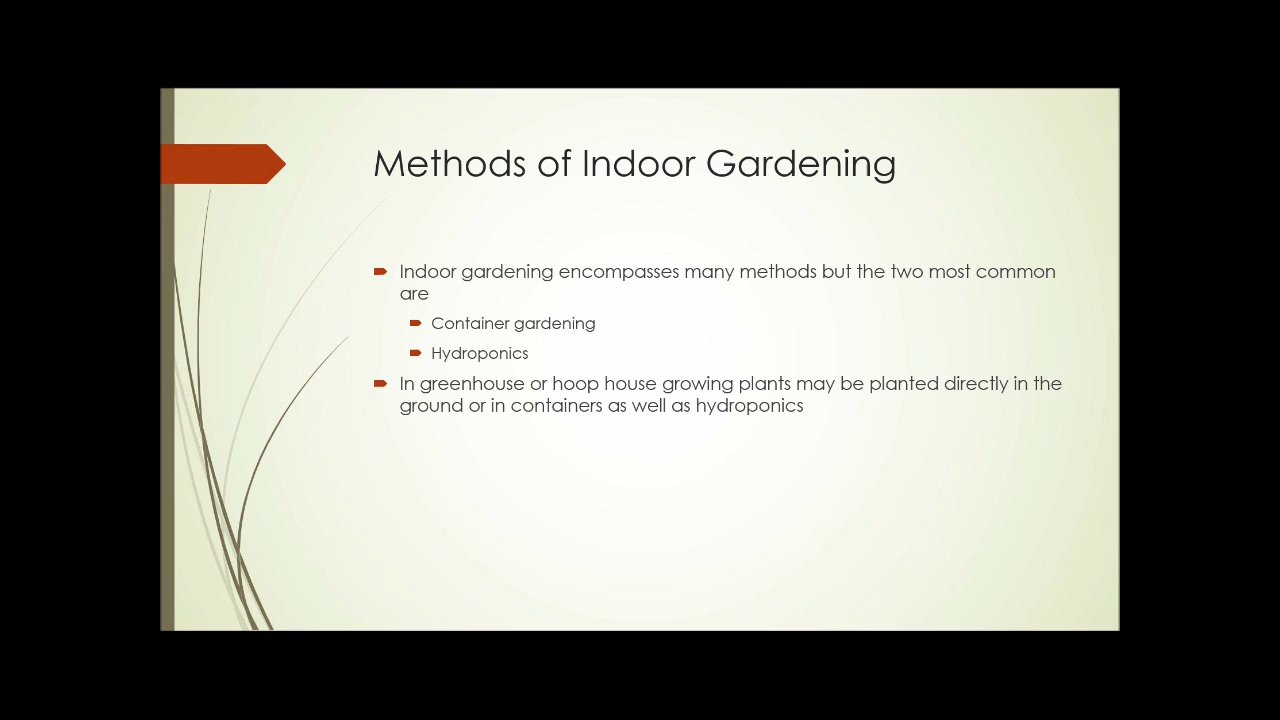 Methods of Indoor Gardening
Indoor gardening encompasses many methods but the two most common
are
Container gardening
Hydroponics
In greenhouse or hoop house growing plants may be planted directly in the
ground or in containers as well as hydroponics